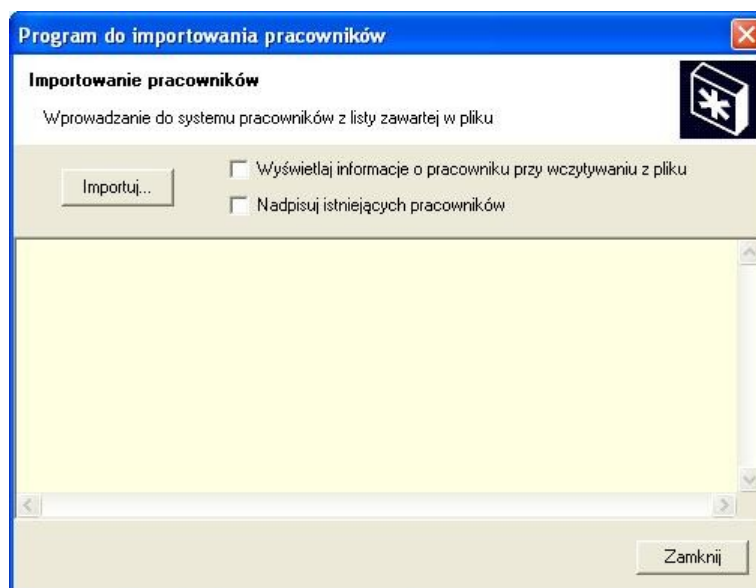 Program do importowania pracowników
Importowanie pracowników
Wprowadzanie do systemu pracowników z listy zawartej w pliku
Importuj...
Wyświetlaj informacje o pracowniku przy wczytywaniu z pliku
Nadpisuj istniejących pracowników
Zamknij